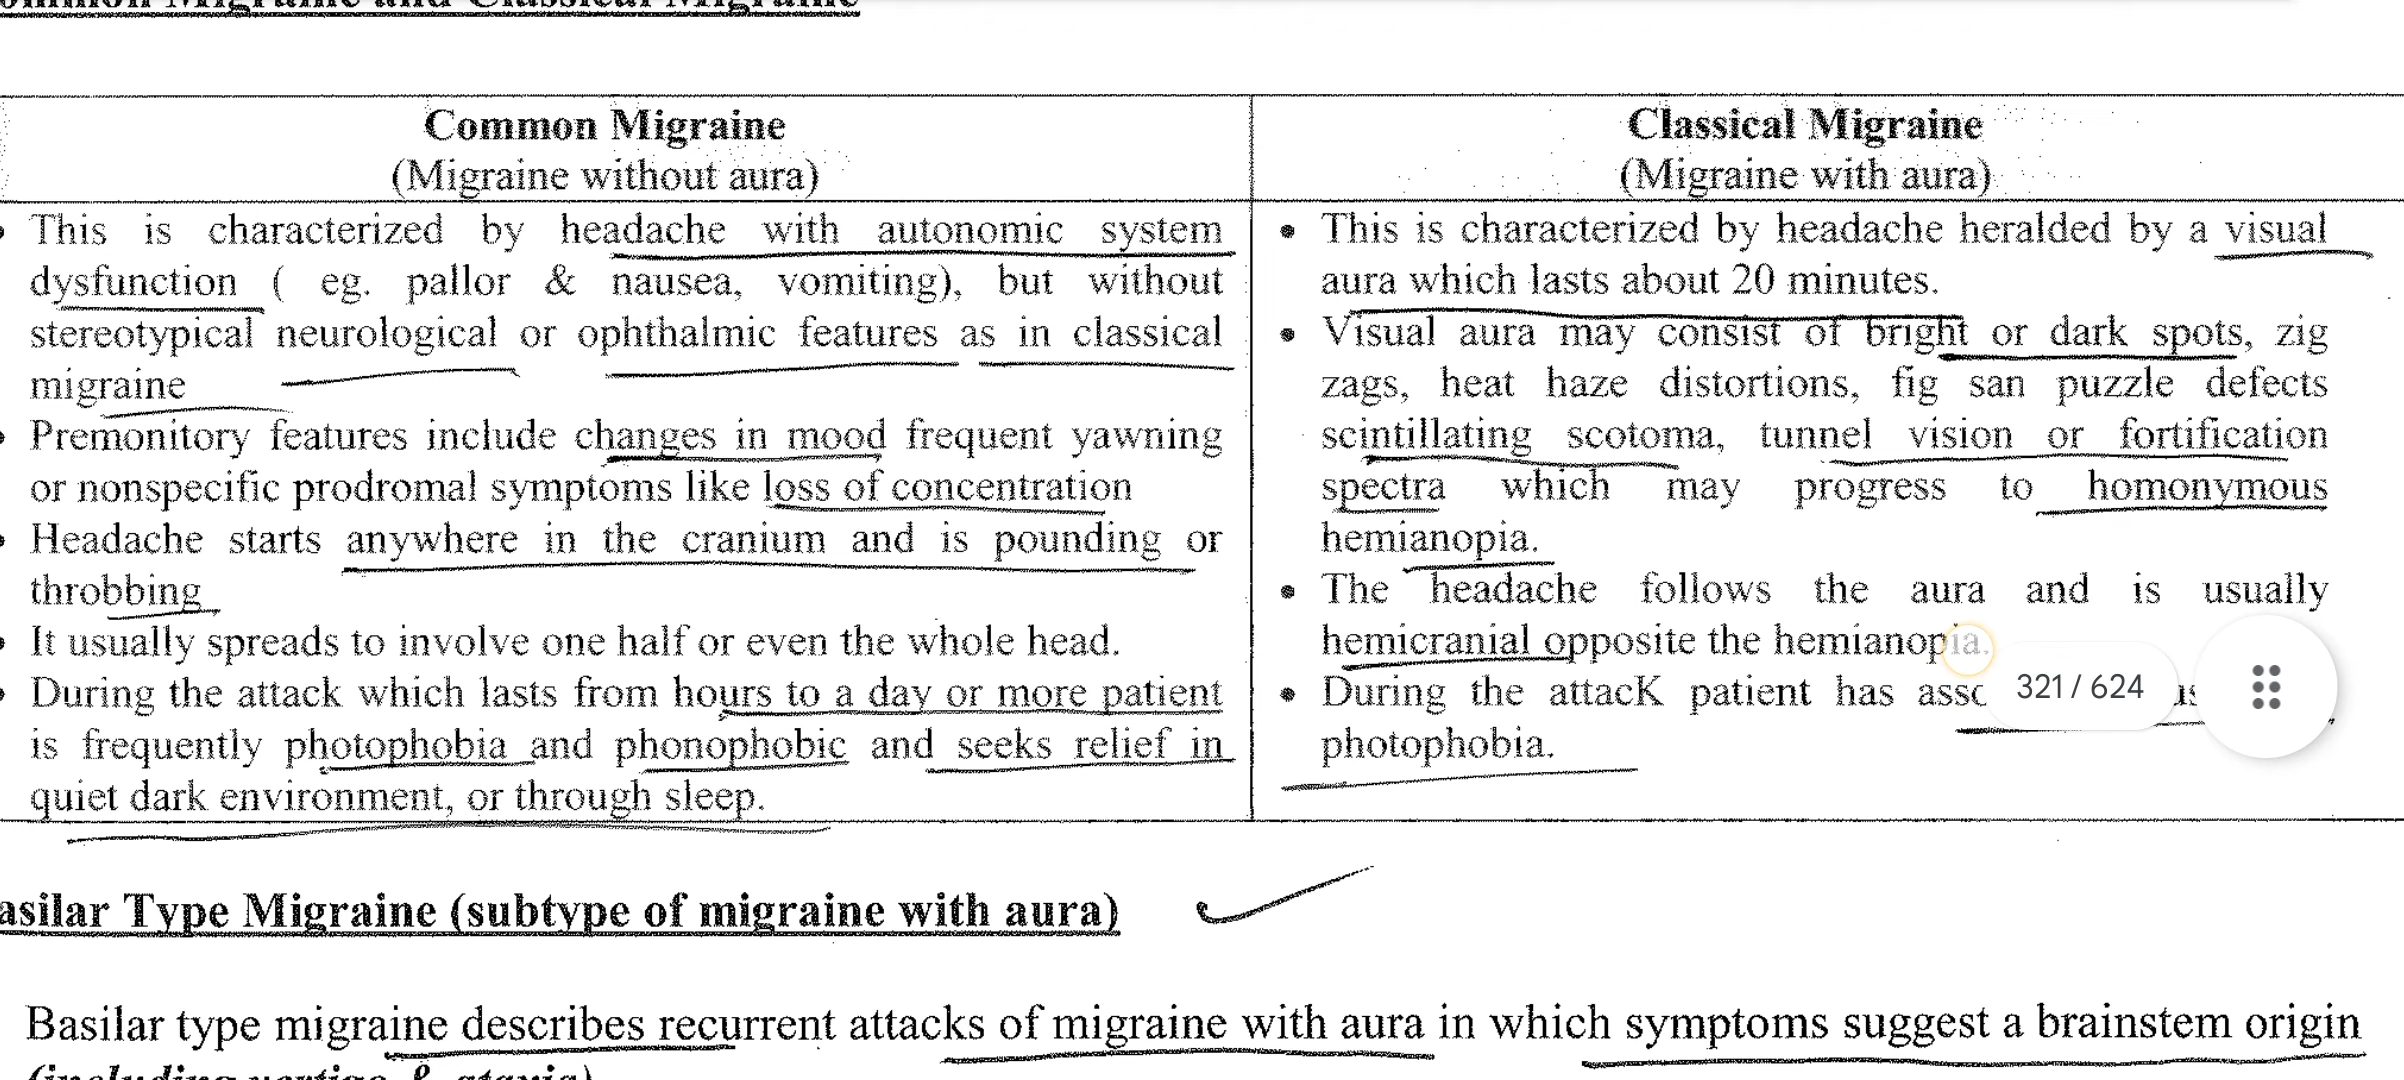 Common Migraine
(Migraine without aura)
This is characterized by headache with autonomic system
dysfunction ( eg. pallor & nausea, vomiting), but without
stereotypical neurological or ophthalmic features as in classical
migraine
Premonitory features include changes in mood frequent yawning
or nonspecific prodromal symptoms like loss of concentration
Headache starts anywhere in the cranium and is pounding or
throbbing
It usually spreads to involve one half or even the whole head.
During the attack which lasts from hours to a day or more patient
is frequently photophobia and phonophobic and seeks relief in
quiet dark environment, or through sleep.
Classical Migraine
(Migraine with aura)
• This is characterized by headache heralded by a visual
aura which lasts about 20 minutes.
• Visual aura may consist of bright or dark spots, zig
zags, heat haze distortions, fig san puzzle defects
scintillating scotoma, tunnel vision or fortification
spectra which may progress to homonymous
hemianopia.
• The headache follows the aura and is usually
hemicranial opposite the hemianopia.
• During the attacK patient has
photophobia.
321 / 624
asilar Type Migraine (subtype of migraine with aura)
Basilar type migraine describes recurrent attacks of migraine with aura in which symptoms suggest a brainstem origin